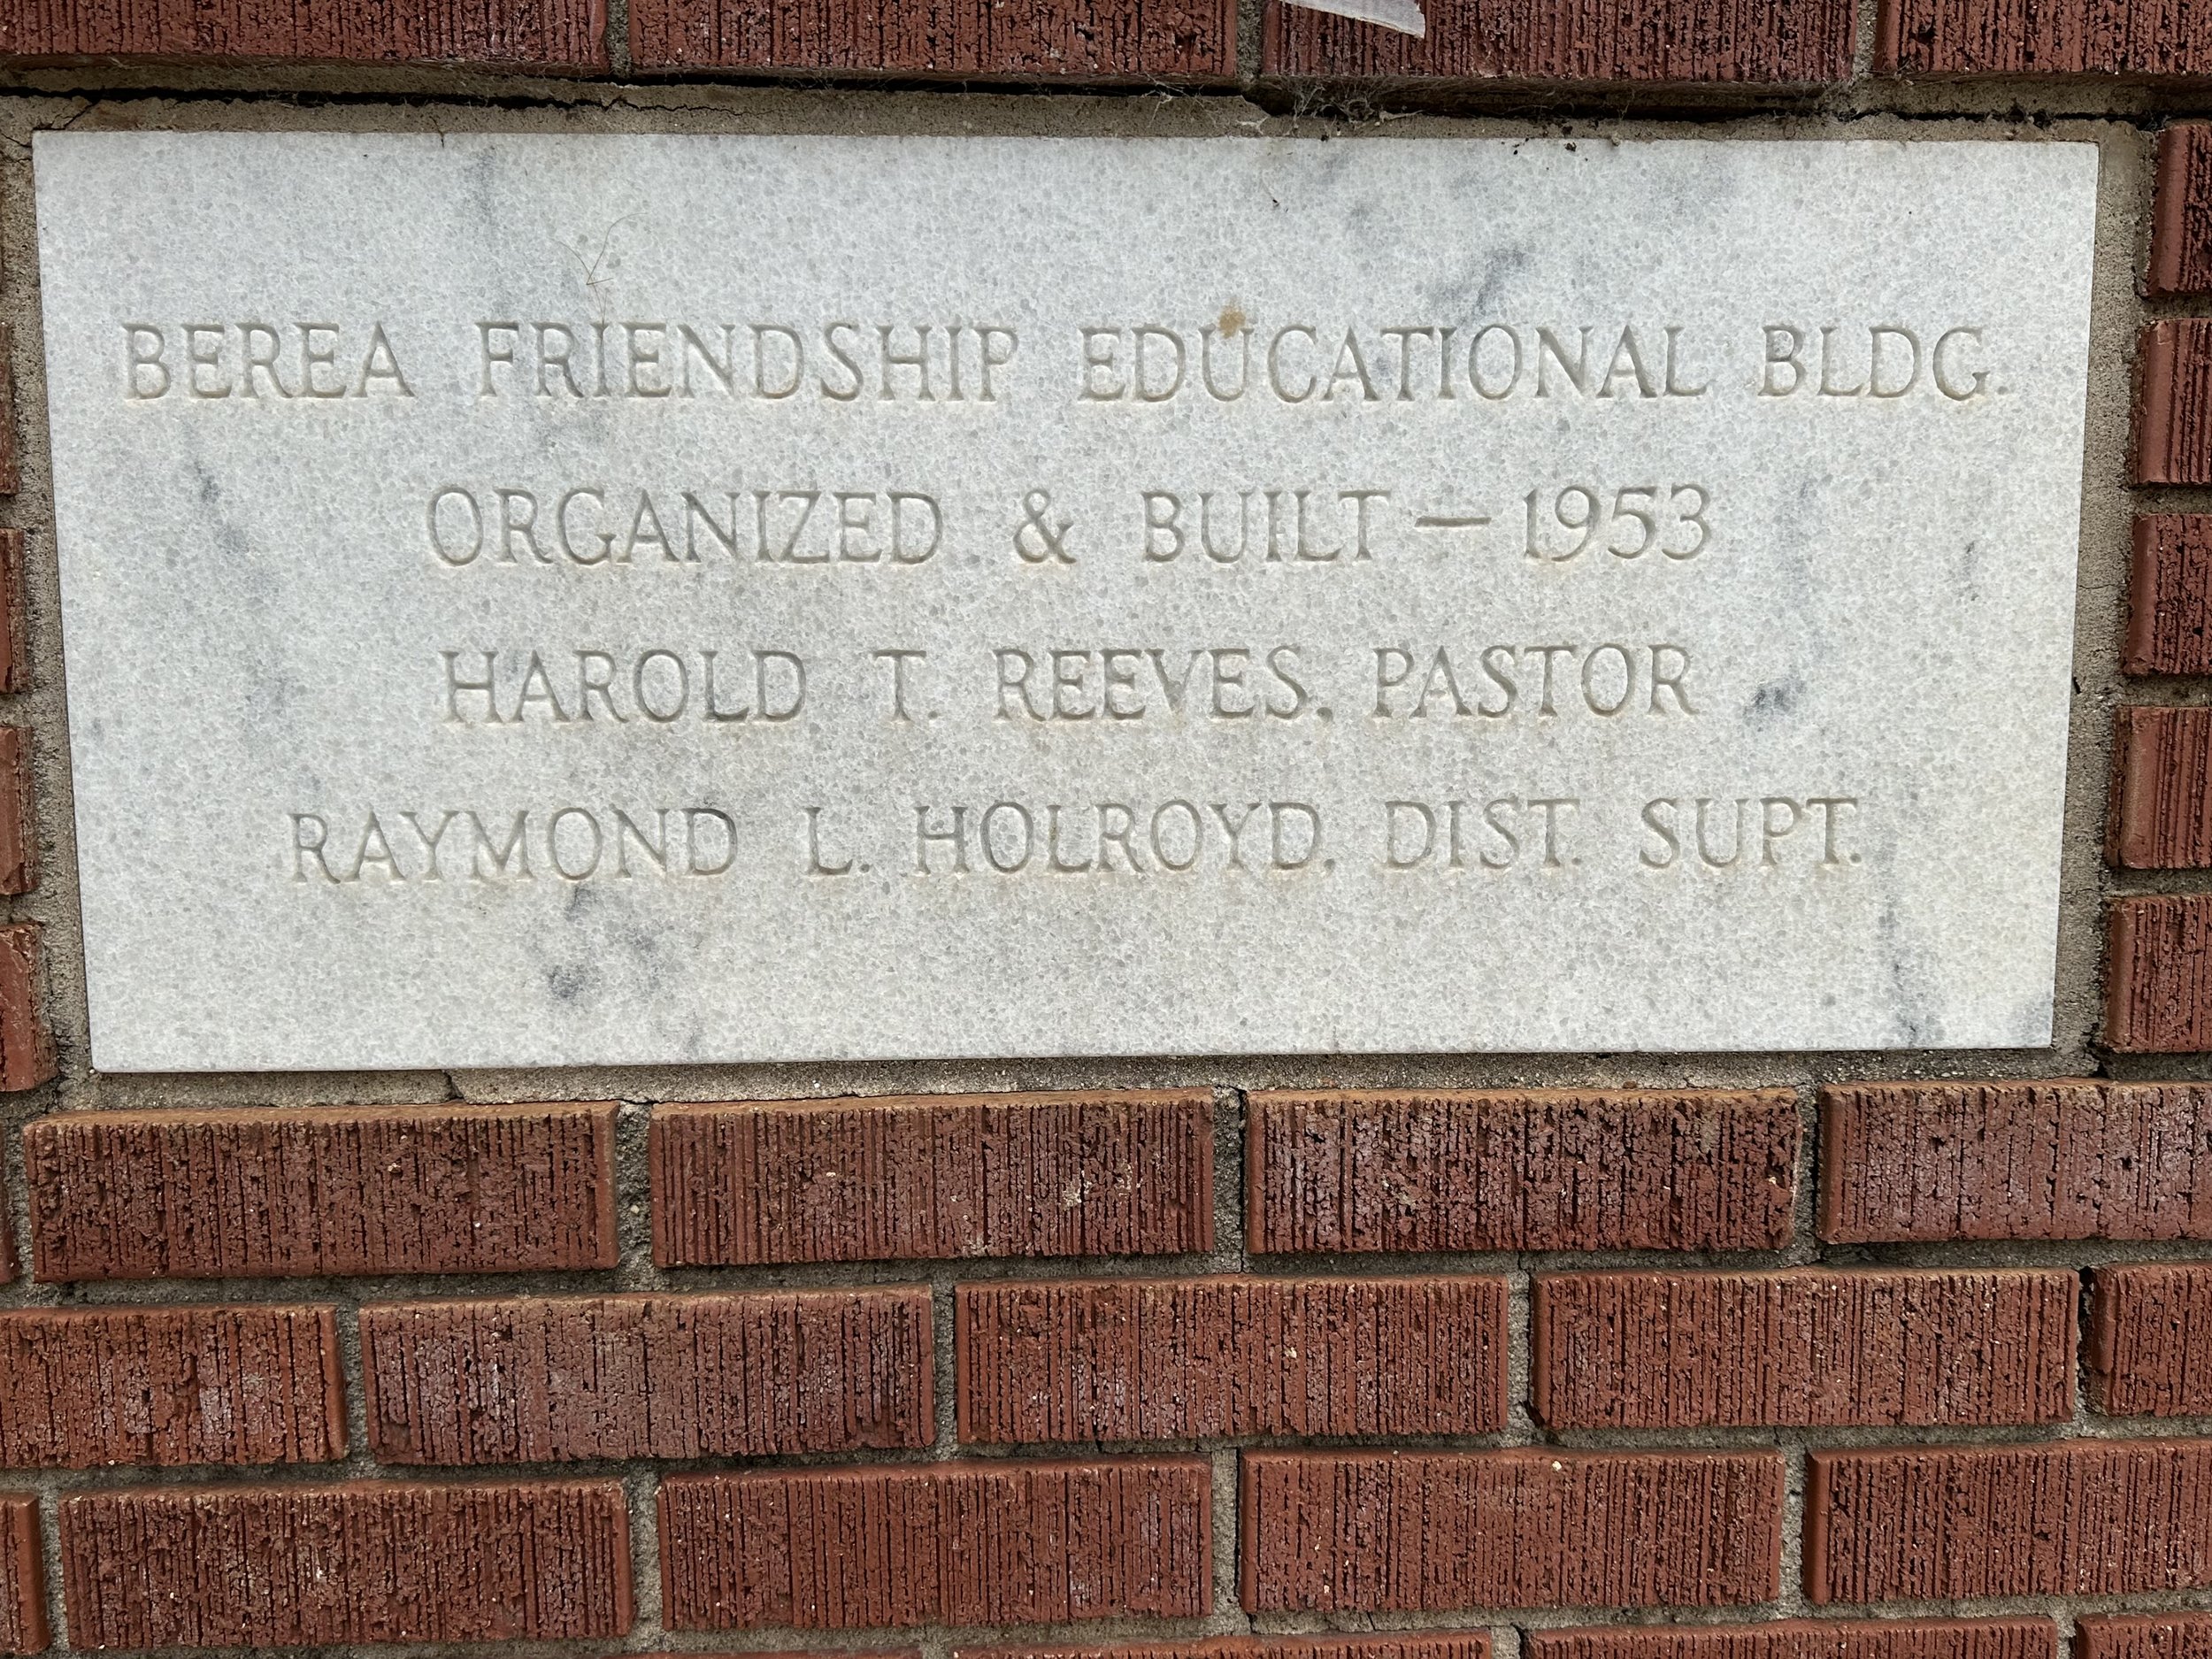 BEREA FRIENDSHIP EDUCATIONAL BLDG.
ORGANIZED & BUILT — 1953
HAROLD T. REEVES, PASTOR
RAYMOND L. HOLROYD, DIST. SUPT.